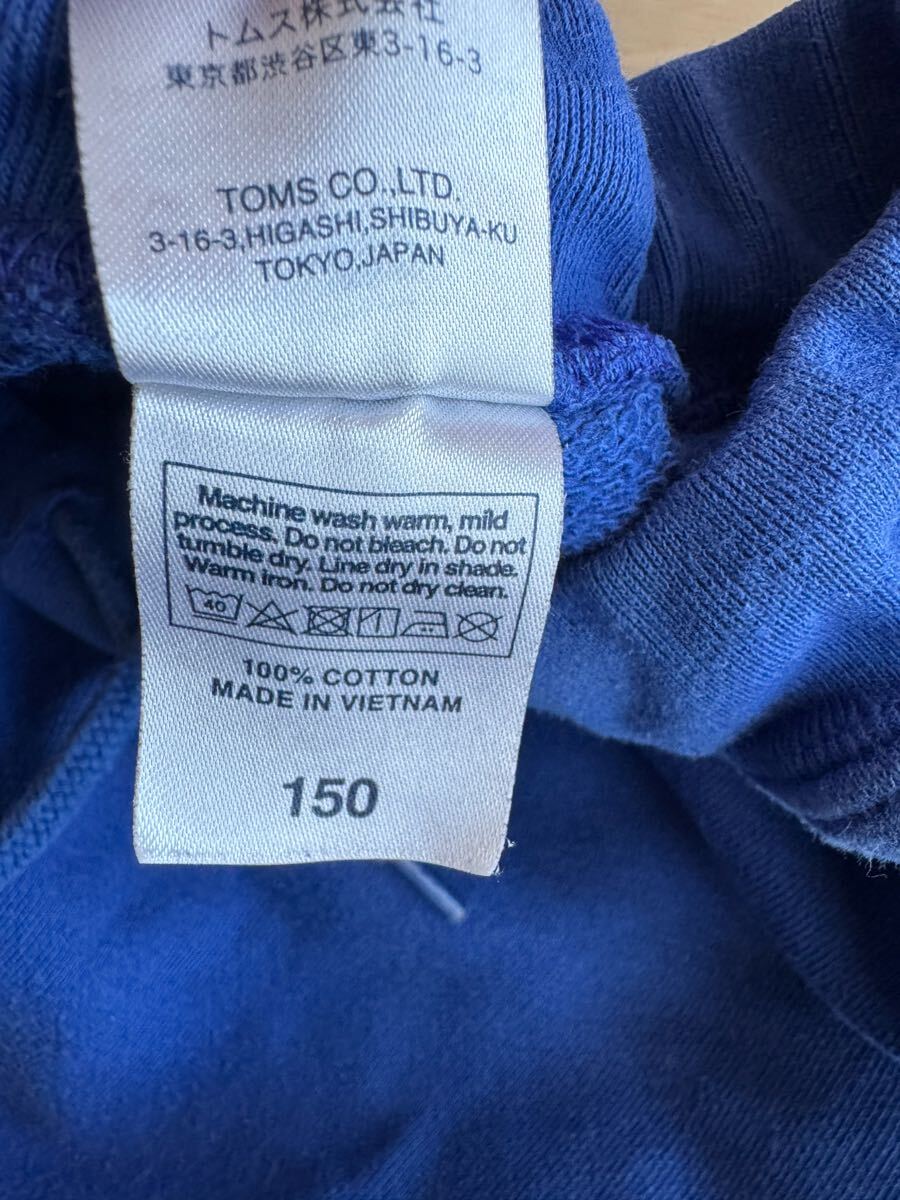 トムス株式会社
東京都渋谷区東3-16-3
TOMS CO.,LTD.
3-16-3,HIGASHI,SHIBUYA-KU
TOKYO,JAPAN
Machine wash warm, mild
process. Do not bleach. Do not
tumble dry. Line dry in shade.
Warm iron. Do not dry clean.
40
100% COTTON
MADE IN VIETNAM
150